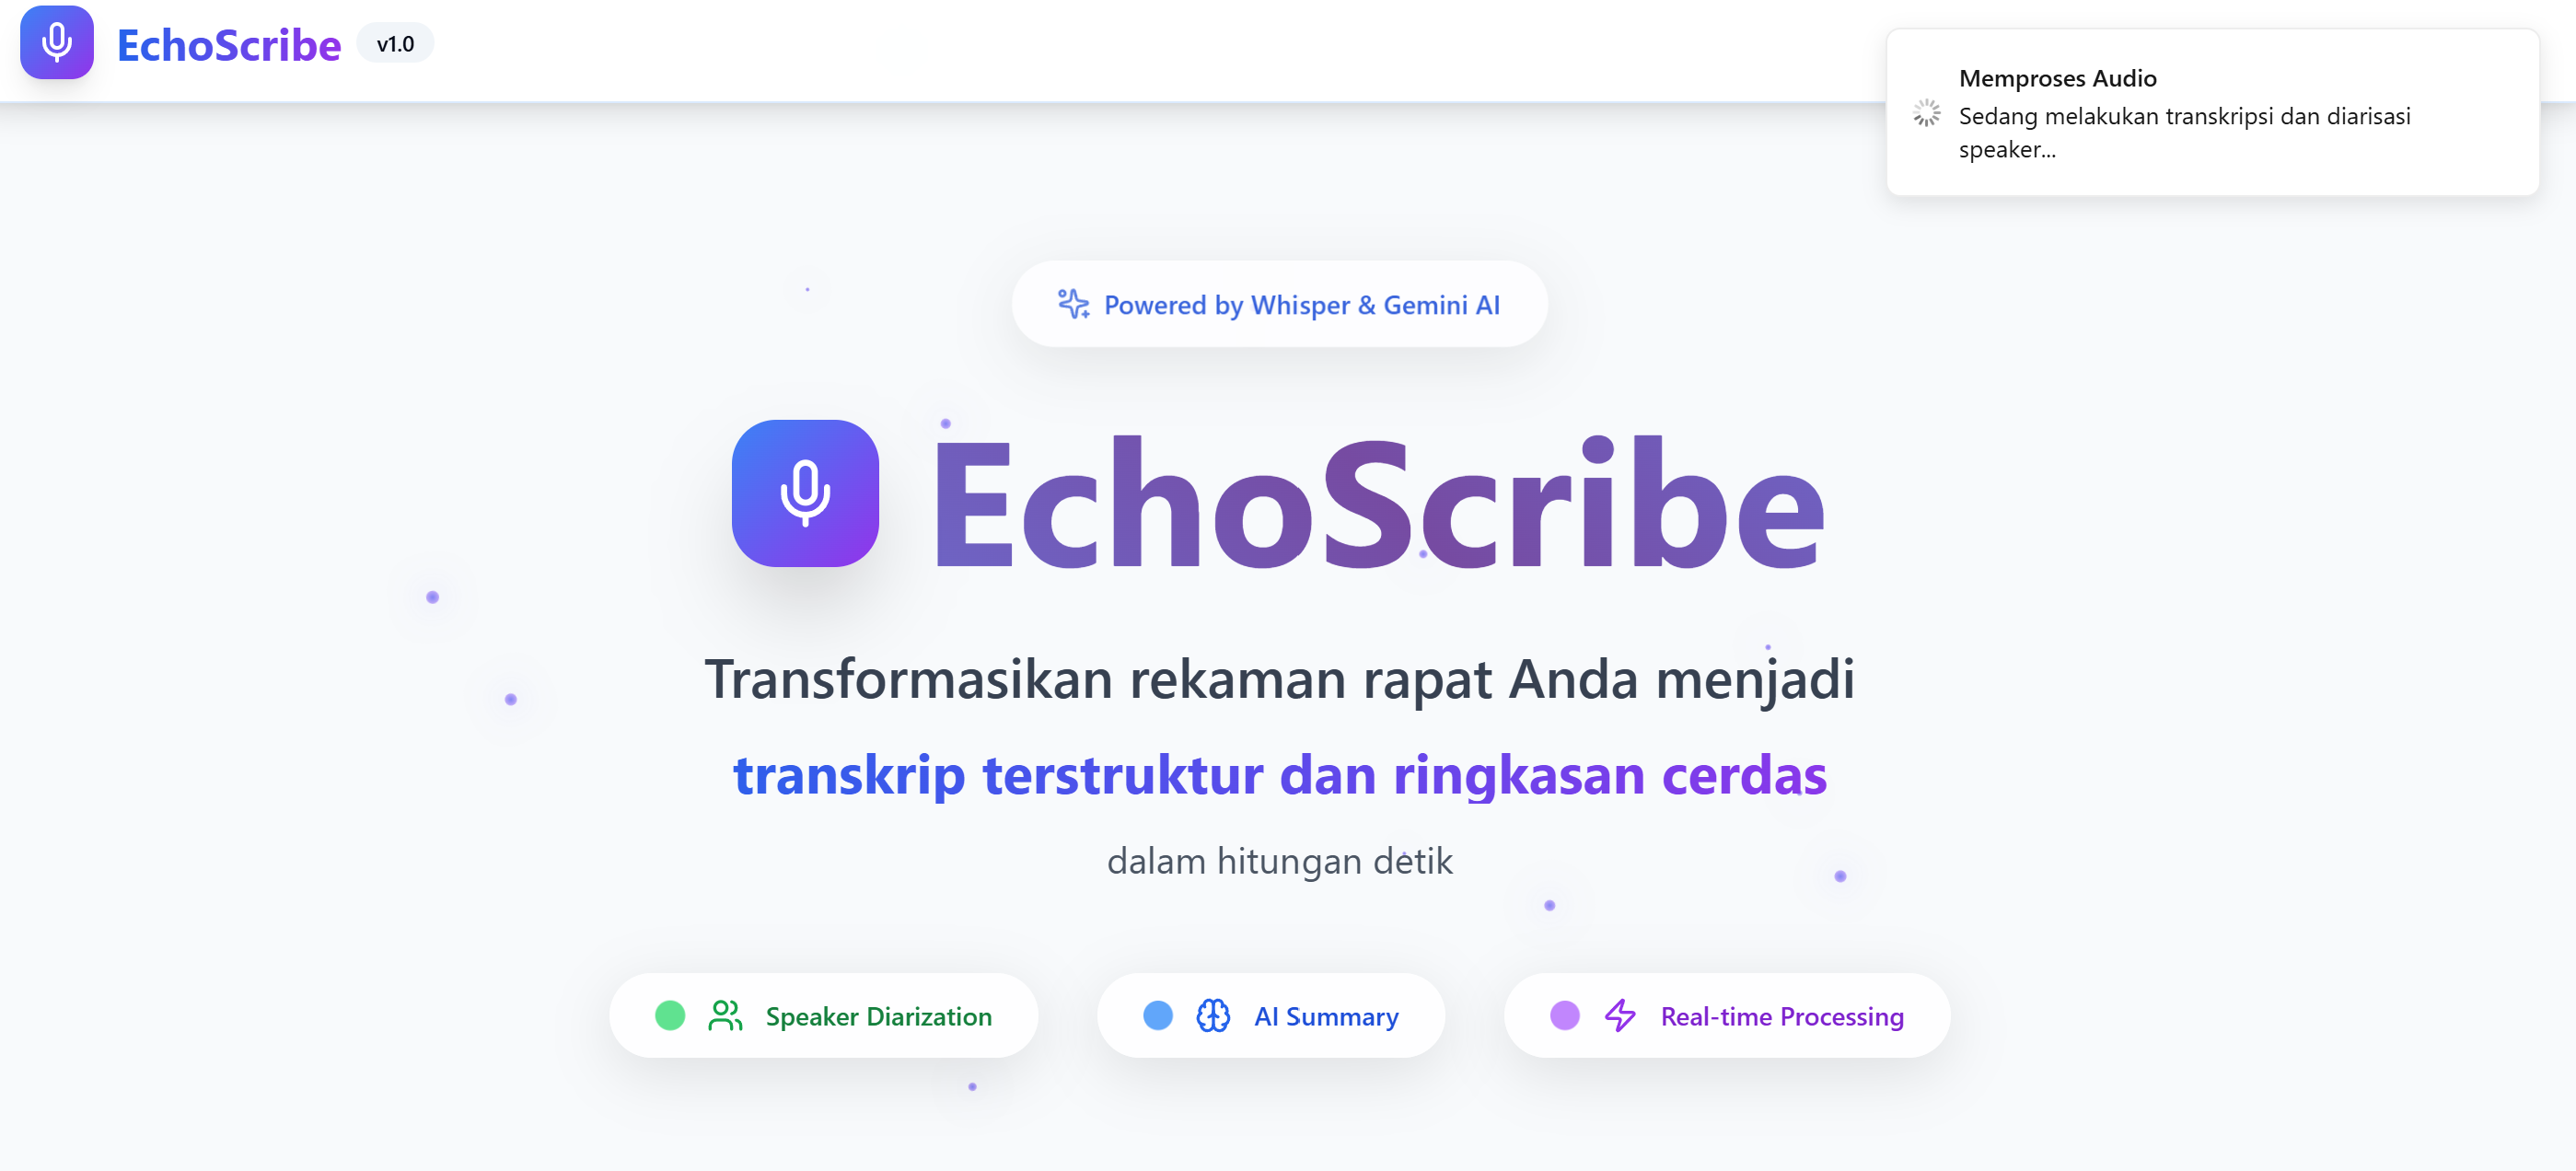 EchoScribe
v1.0
Memproses Audio
Sedang melakukan transkripsi dan diarisasi
speaker...
Powered by Whisper & Gemini AI
EchoScribe
Transformasikan rekaman rapat Anda menjadi
transkrip terstruktur dan ringkasan cerdas
dalam hitungan detik
Speaker Diarization
AI Summary
Real-time Processing